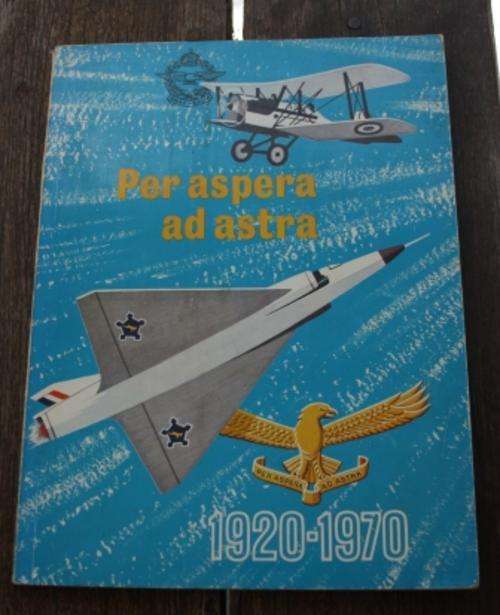 Per aspera
ad astra
PER ASPERA AD ASTRA
1920-1970